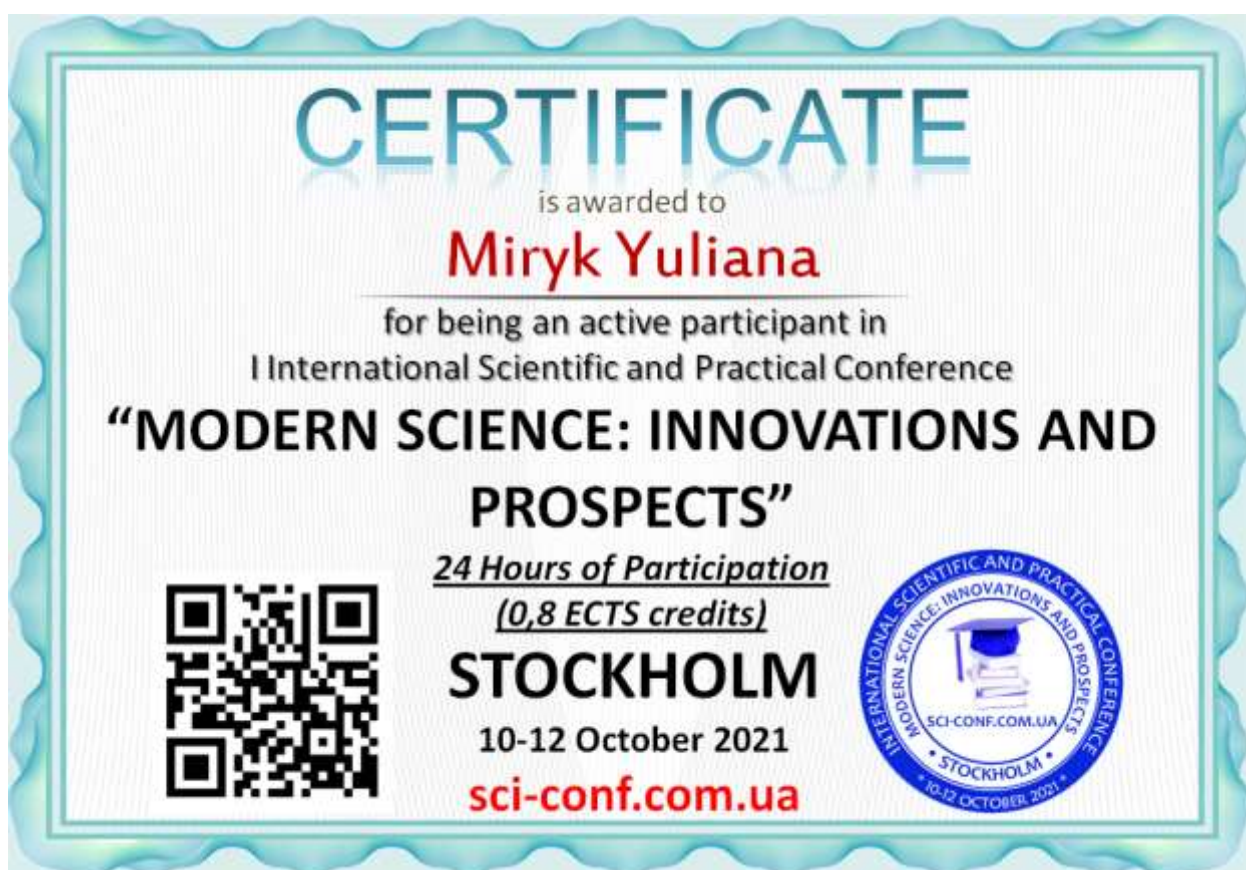 CERTIFICATE
is awarded to
Miryk Yuliana
for being an active participant in
I International Scientific and Practical Conference
“MODERN SCIENCE: INNOVATIONS AND
PROSPECTS”
24 Hours of Participation
(0,8 ECTS credits)
STOCKHOLM
10-12 October 2021
sci-conf.com.ua
INTERNATIONAL SCIENTIFIC AND PRACTICAL CONFERENCE
MODERN SCIENCE: INNOVATIONS AND PROSPECTS
SCI-CONF.COM.UA
• STOCKHOLM •
• 10-12 OCTOBER 2021 •